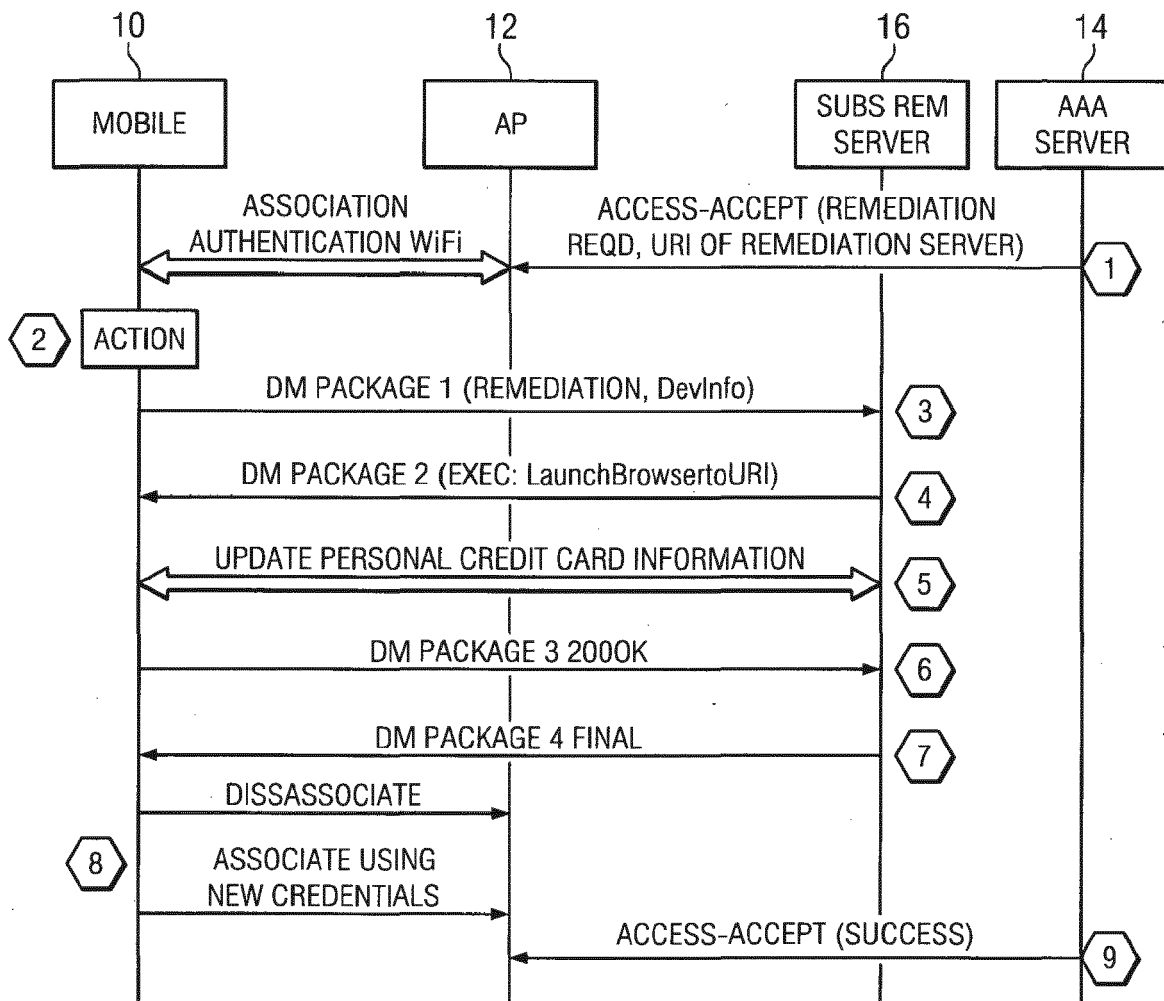 10
12
16
14
MOBILE
AP
SUBS REM
SERVER
AAA
SERVER
ASSOCIATION
AUTHENTICATION WiFi
ACCESS-ACCEPT (REMEDIATION
REQD, URI OF REMEDIATION SERVER)
1
2
ACTION
DM PACKAGE 1 (REMEDIATION, DevInfo)
3
DM PACKAGE 2 (EXEC: LaunchBrowsertoURI)
4
UPDATE PERSONAL CREDIT CARD INFORMATION
5
DM PACKAGE 3 200OK
6
DM PACKAGE 4 FINAL
7
DISSASSOCIATE
8
ASSOCIATE USING
NEW CREDENTIALS
ACCESS-ACCEPT (SUCCESS)
9